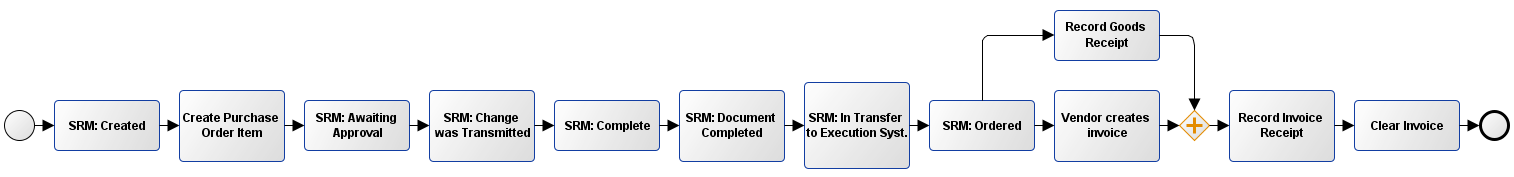 SRM: Created
Create Purchase
Order Item
SRM: Awaiting
Approval
SRM: Change
was Transmitted
SRM: Complete
SRM: Document
Completed
SRM: In Transfer
to Execution Syst.
SRM: Ordered
Record Goods
Receipt
Vendor creates
invoice
Record Invoice
Receipt
Clear Invoice